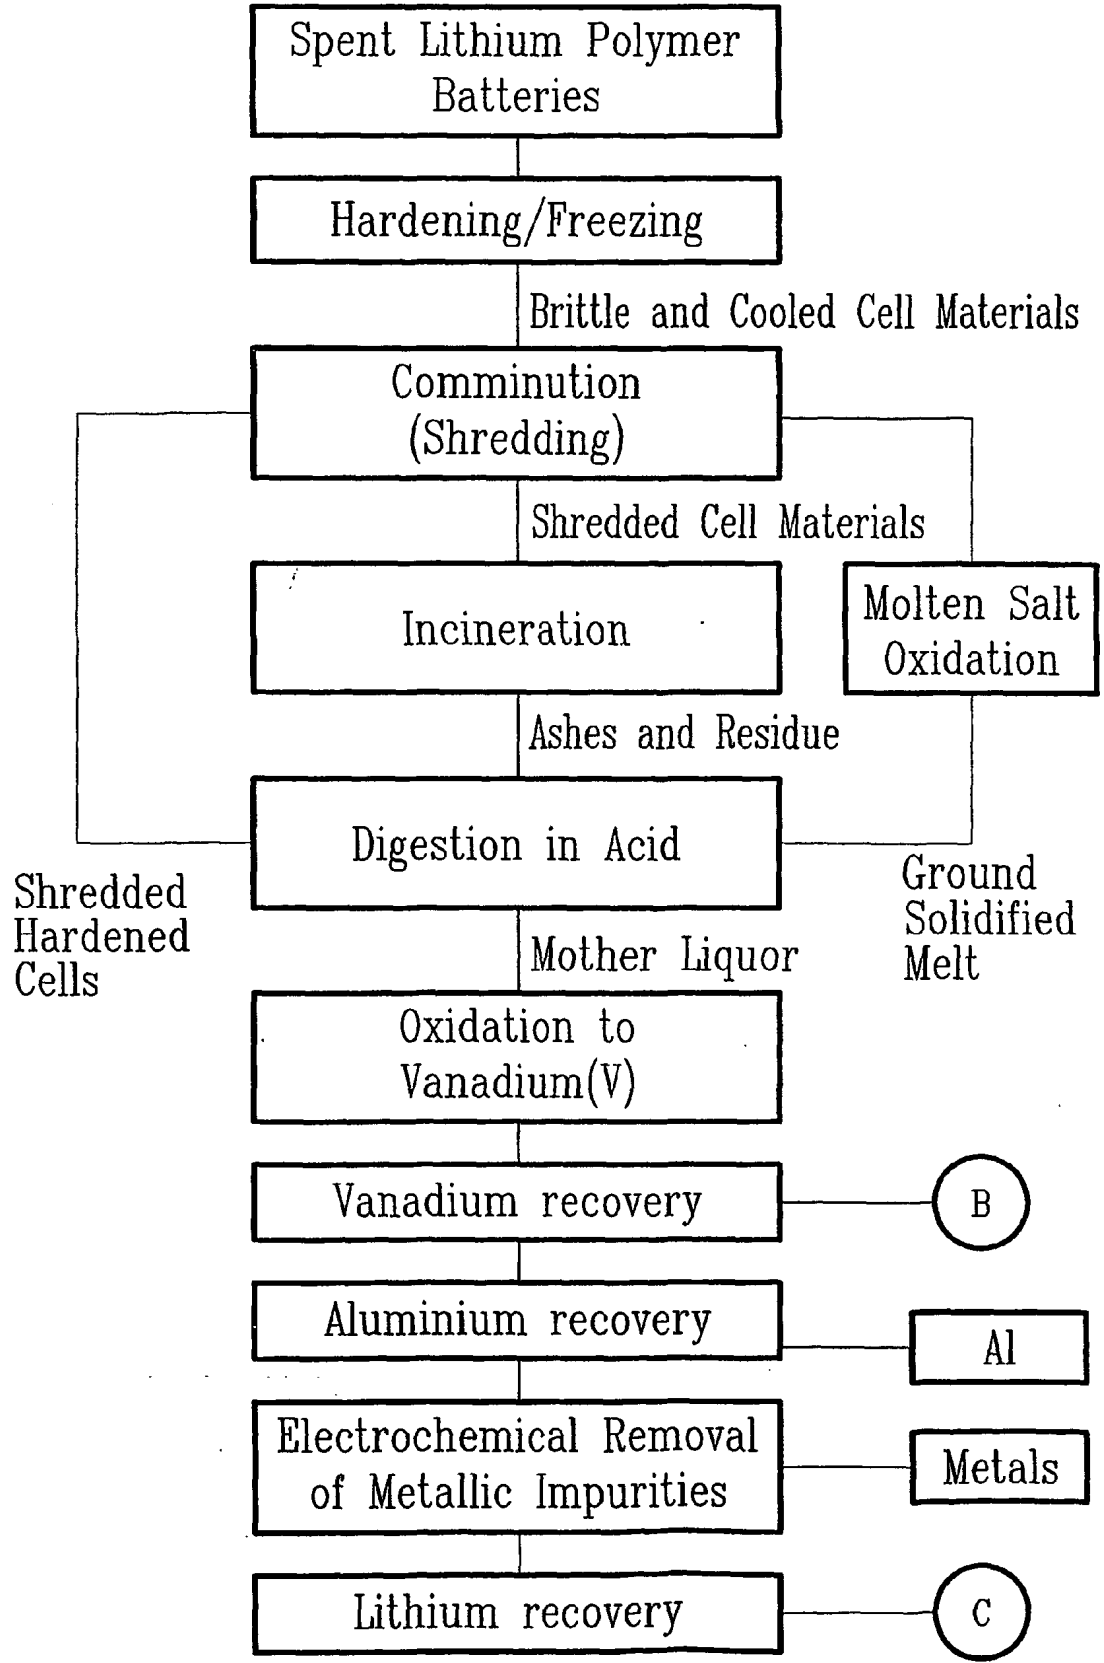 Spent Lithium Polymer
Batteries
Hardening/Freezing
Brittle and Cooled Cell Materials
Comminution
(Shredding)
Shredded Cell Materials
Incineration
Molten Salt
Oxidation
Ashes and Residue
Digestion in Acid
Shredded
Hardened
Cells
Ground
Solidified
Melt
Mother Liquor
Oxidation to
Vanadium(V)
Vanadium recovery
B
Aluminium recovery
Al
Electrochemical Removal
of Metallic Impurities
Metals
Lithium recovery
C